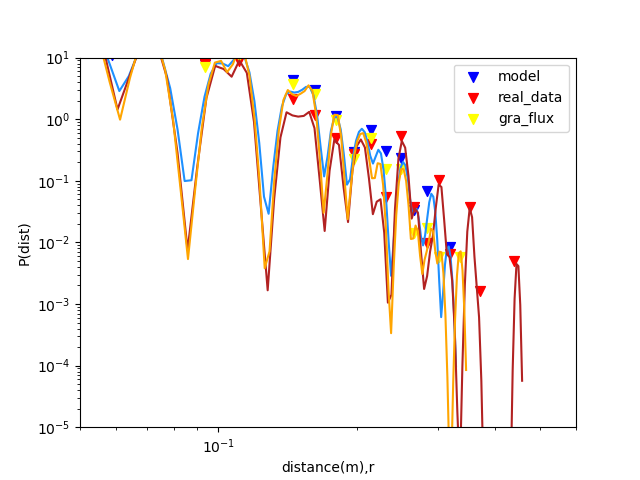 model
real_data
gra_flux
10¹
10⁰
10⁻¹
10⁻²
10⁻³
10⁻⁴
10⁻⁵
P(dist)
10⁻¹
distance(m),r